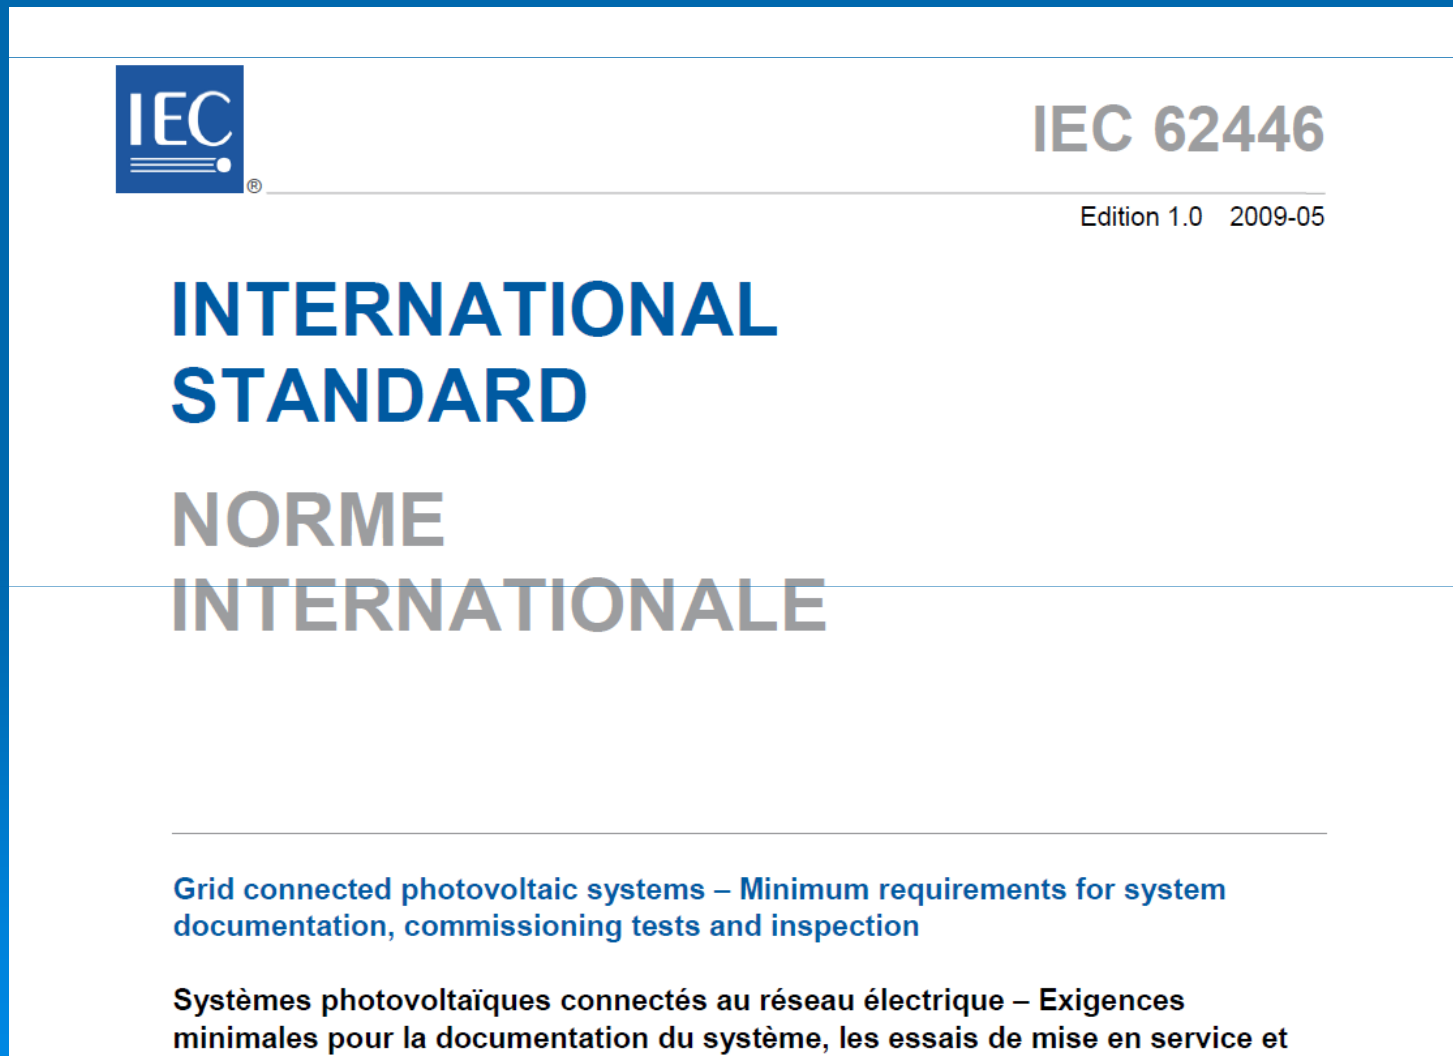 IEC
®
IEC 62446
Edition 1.0 2009-05
INTERNATIONAL
STANDARD
NORME
INTERNATIONALE
Grid connected photovoltaic systems – Minimum requirements for system
documentation, commissioning tests and inspection
Systèmes photovoltaïques connectés au réseau électrique – Exigences
minimales pour la documentation du système, les essais de mise en service et